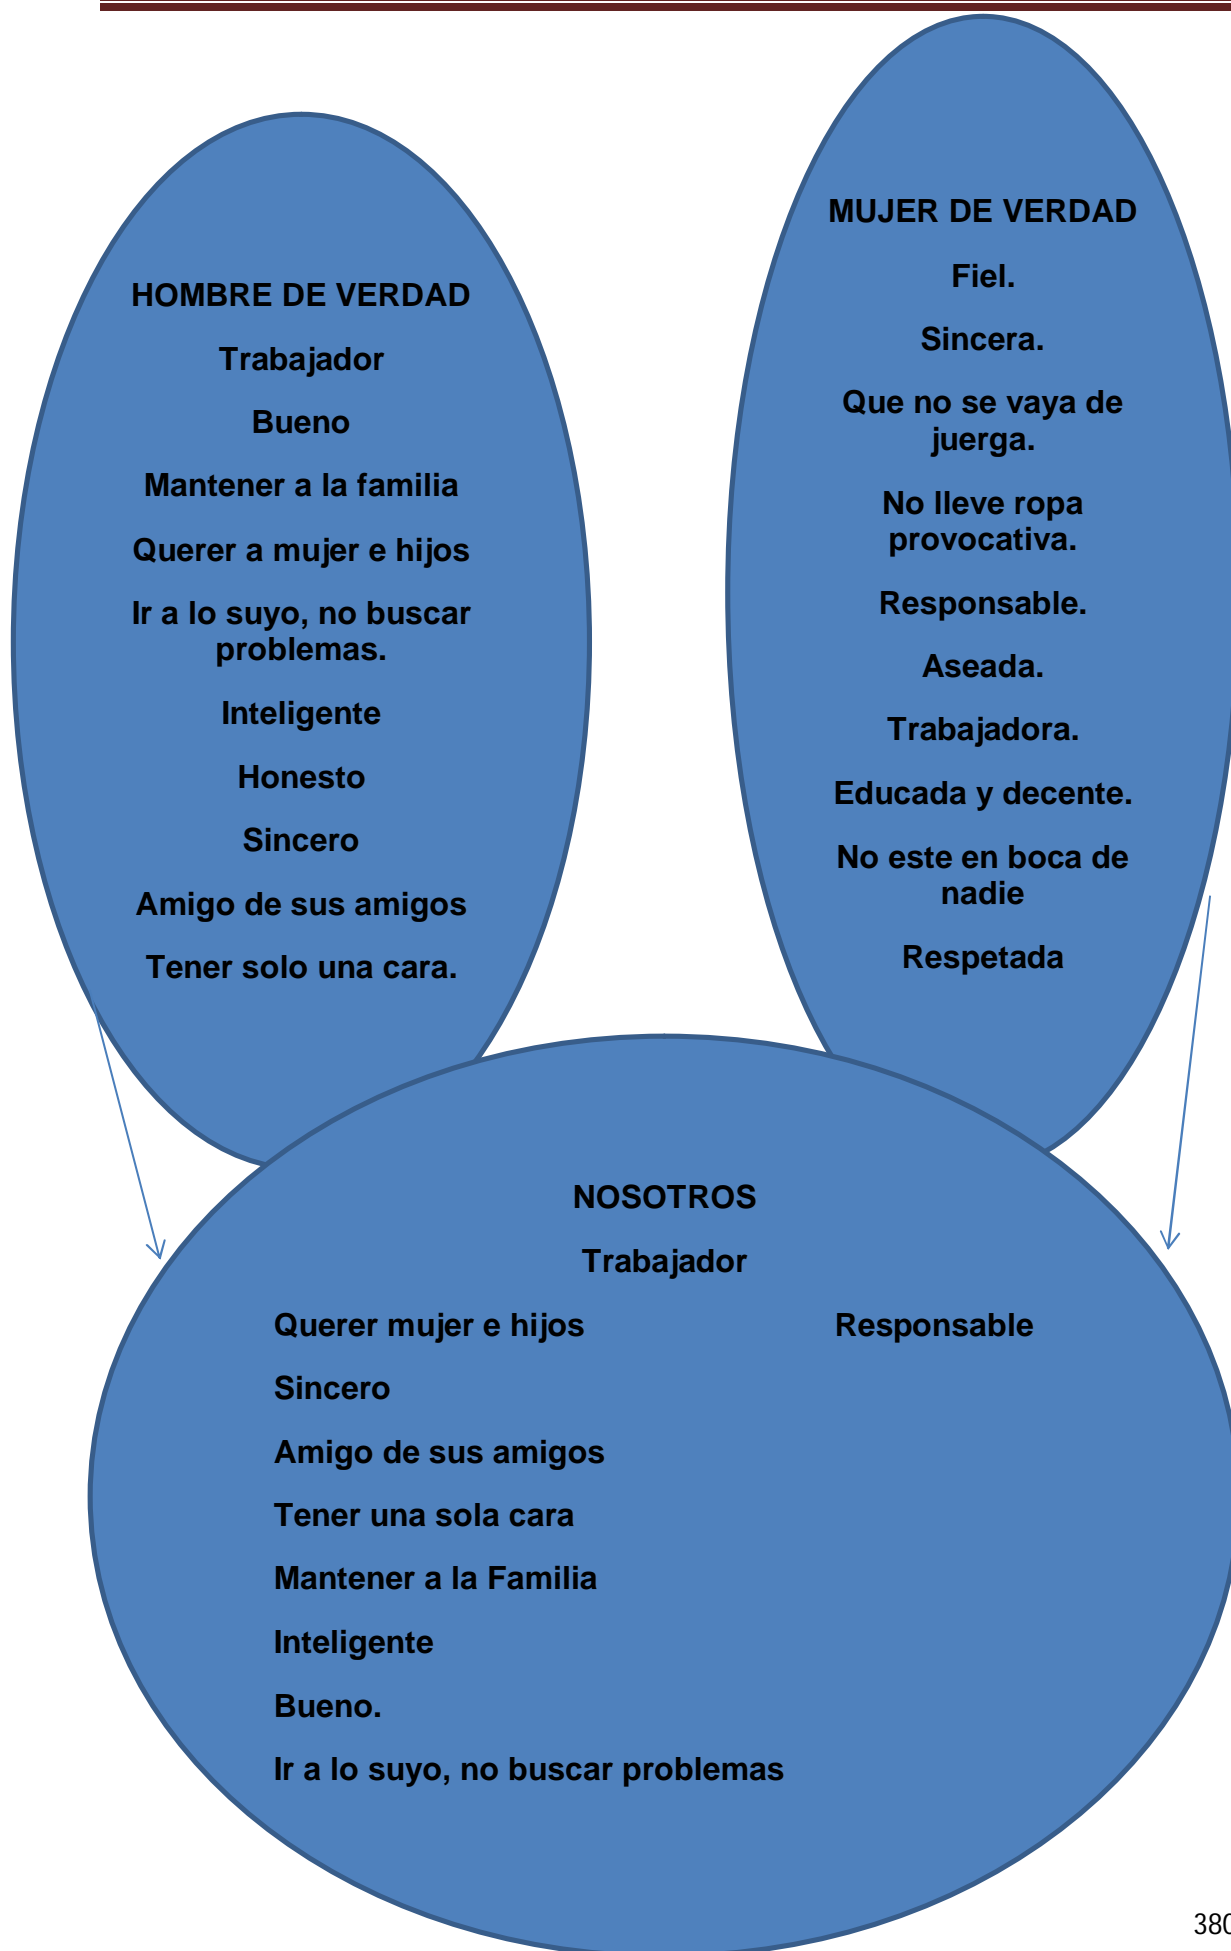 HOMBRE DE VERDAD
Trabajador
Bueno
Mantener a la familia
Querer a mujer e hijos
Ir a lo suyo, no buscar
problemas.
Inteligente
Honesto
Sincero
Amigo de sus amigos
Tener solo una cara.
MUJER DE VERDAD
Fiel.
Sincera.
Que no se vaya de
juerga.
No lleve ropa
provocativa.
Responsable.
Aseada.
Trabajadora.
Educada y decente.
No este en boca de
nadie
Respetada
NOSOTROS
Trabajador
Querer mujer e hijos Responsable
Sincero
Amigo de sus amigos
Tener una sola cara
Mantener a la Familia
Inteligente
Bueno.
Ir a lo suyo, no buscar problemas
380